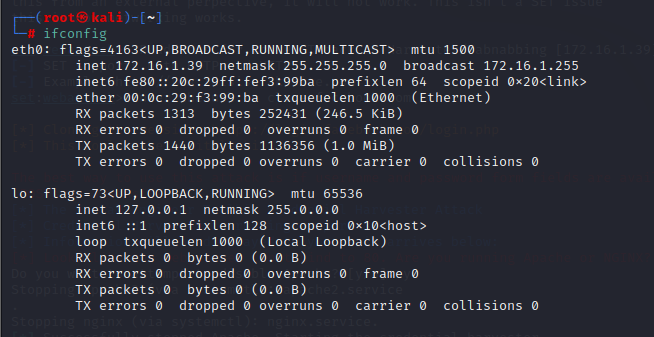 (root㉿kali)-[~]
# ifconfig
eth0: flags=4163<UP,BROADCAST,RUNNING,MULTICAST>  mtu 1500
        inet 172.16.1.39  netmask 255.255.255.0  broadcast 172.16.1.255
        inet6 fe80::20c:29ff:fef3:99ba  prefixlen 64  scopeid 0×20<link>
        ether 00:0c:29:f3:99:ba  txqueuelen 1000  (Ethernet)
        RX packets 1313  bytes 252431 (246.5 KiB)
        RX errors 0  dropped 0  overruns 0  frame 0
        TX packets 1440  bytes 1136356 (1.0 MiB)
        TX errors 0  dropped 0 overruns 0  carrier 0  collisions 0

lo: flags=73<UP,LOOPBACK,RUNNING>  mtu 65536
        inet 127.0.0.1  netmask 255.0.0.0
        inet6 ::1  prefixlen 128  scopeid 0×10<host>
        loop  txqueuelen 1000  (Local Loopback)
        RX packets 0  bytes 0 (0.0 B)
        RX errors 0  dropped 0  overruns 0  frame 0
        TX packets 0  bytes 0 (0.0 B)
        TX errors 0  dropped 0 overruns 0  carrier 0  collisions 0